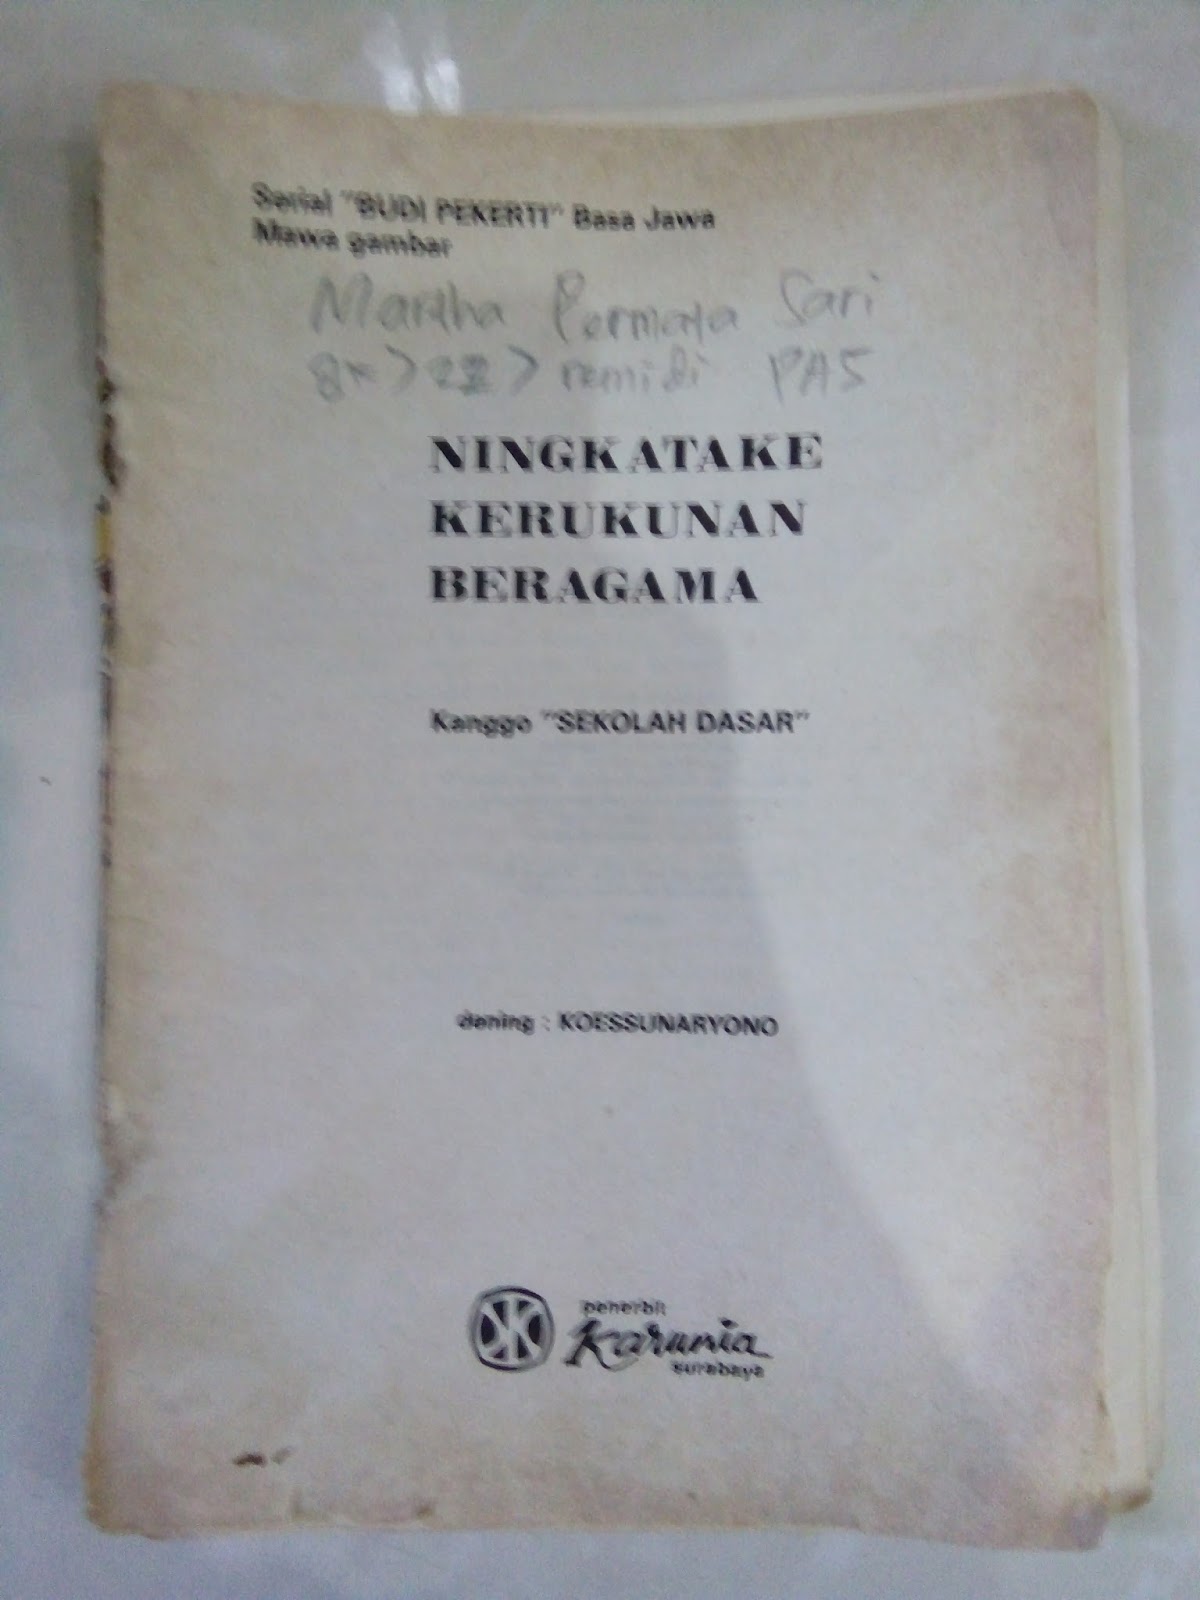 Serial "BUDI PEKERTI" Basa Jawa
Mawa gambar
Martha Permata Sari
remidi PAS
NINGKATAKE
KERUKUNAN
BERAGAMA
Kanggo "SEKOLAH DASAR"
dening : KOESSUNARYONO
penerbit
Karunia
surabaya